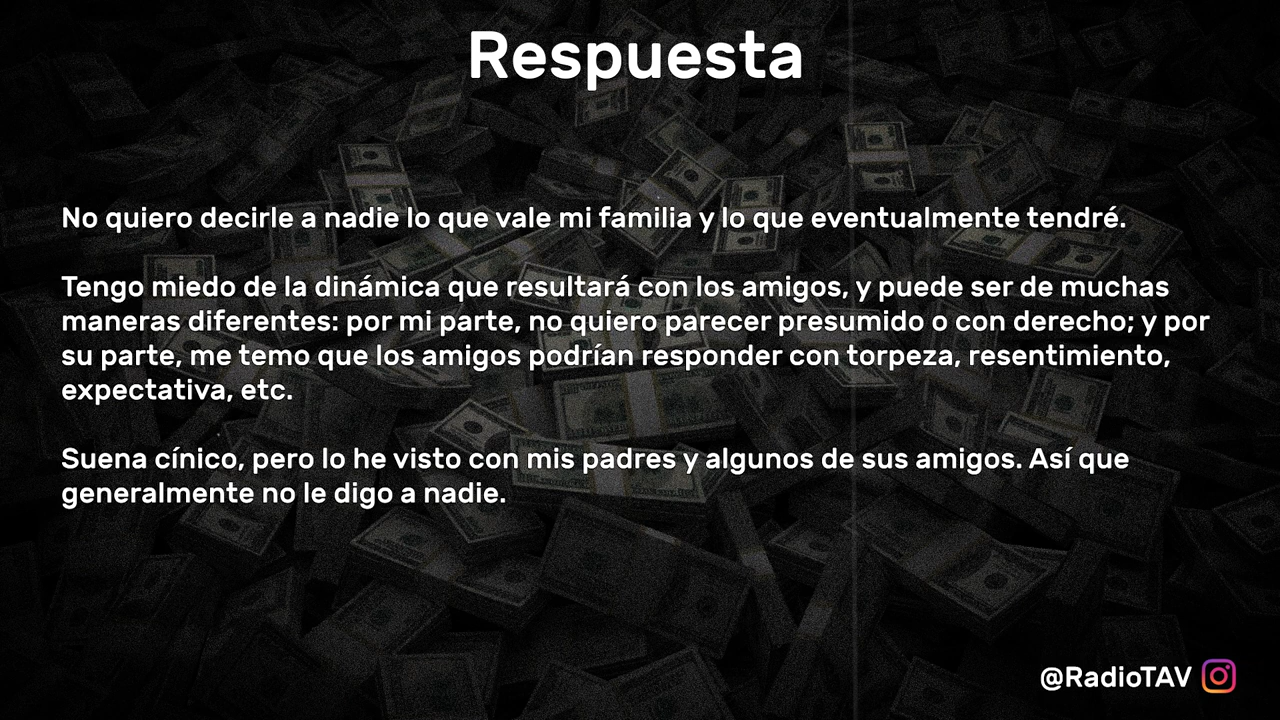 Respuesta
No quiero decirle a nadie lo que vale mi familia y lo que eventualmente tendré.
Tengo miedo de la dinámica que resultará con los amigos, y puede ser de muchas
maneras diferentes: por mi parte, no quiero parecer presumido o con derecho; y por
su parte, me temo que los amigos podrían responder con torpeza, resentimiento,
expectativa, etc.
Suena cínico, pero lo he visto con mis padres y algunos de sus amigos. Así que
generalmente no le digo a nadie.
@RadioTAV